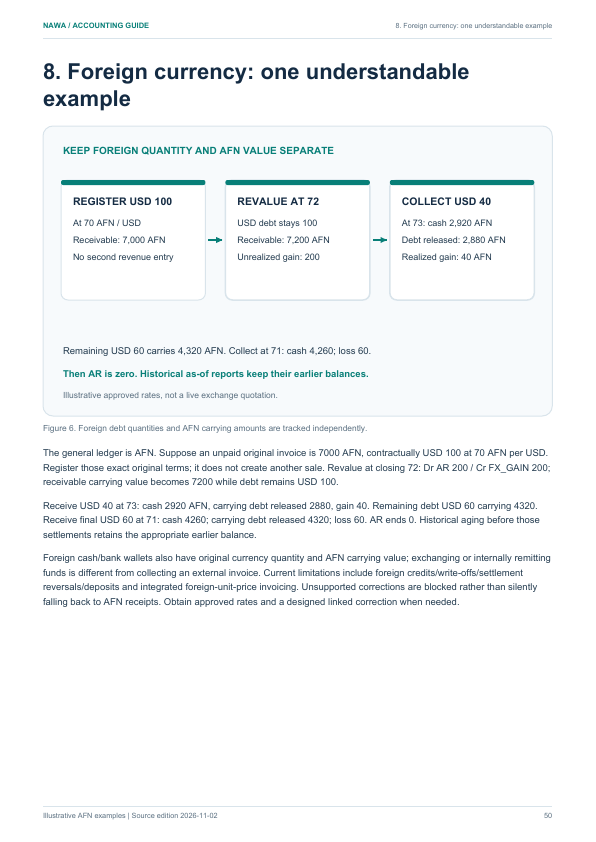 NAWA / ACCOUNTING GUIDE
8. Foreign currency: one understandable example
8. Foreign currency: one understandable
example
KEEP FOREIGN QUANTITY AND AFN VALUE SEPARATE
REGISTER USD 100
At 70 AFN / USD
Receivable: 7,000 AFN
No second revenue entry
REVALUE AT 72
USD debt stays 100
Receivable: 7,200 AFN
Unrealized gain: 200
COLLECT USD 40
At 73: cash 2,920 AFN
Debt released: 2,880 AFN
Realized gain: 40 AFN
Remaining USD 60 carries 4,320 AFN. Collect at 71: cash 4,260; loss 60.
Then AR is zero. Historical as-of reports keep their earlier balances.
Illustrative approved rates, not a live exchange quotation.
Figure 6. Foreign debt quantities and AFN carrying amounts are tracked independently.
The general ledger is AFN. Suppose an unpaid original invoice is 7000 AFN, contractually USD 100 at 70 AFN per USD.
Register those exact original terms; it does not create another sale. Revalue at closing 72: Dr AR 200 / Cr FX_GAIN 200;
receivable carrying value becomes 7200 while debt remains USD 100.
Receive USD 40 at 73: cash 2920 AFN, carrying debt released 2880, gain 40. Remaining debt USD 60 carrying 4320.
Receive final USD 60 at 71: cash 4260; carrying debt released 4320; loss 60. AR ends 0. Historical aging before those
settlements retains the appropriate earlier balance.
Foreign cash/bank wallets also have original currency quantity and AFN carrying value; exchanging or internally remitting
funds is different from collecting an external invoice. Current limitations include foreign credits/write-offs/settlement
reversals/deposits and integrated foreign-unit-price invoicing. Unsupported corrections are blocked rather than silently
falling back to AFN receipts. Obtain approved rates and a designed linked correction when needed.
Illustrative AFN examples | Source edition 2026-11-02
50